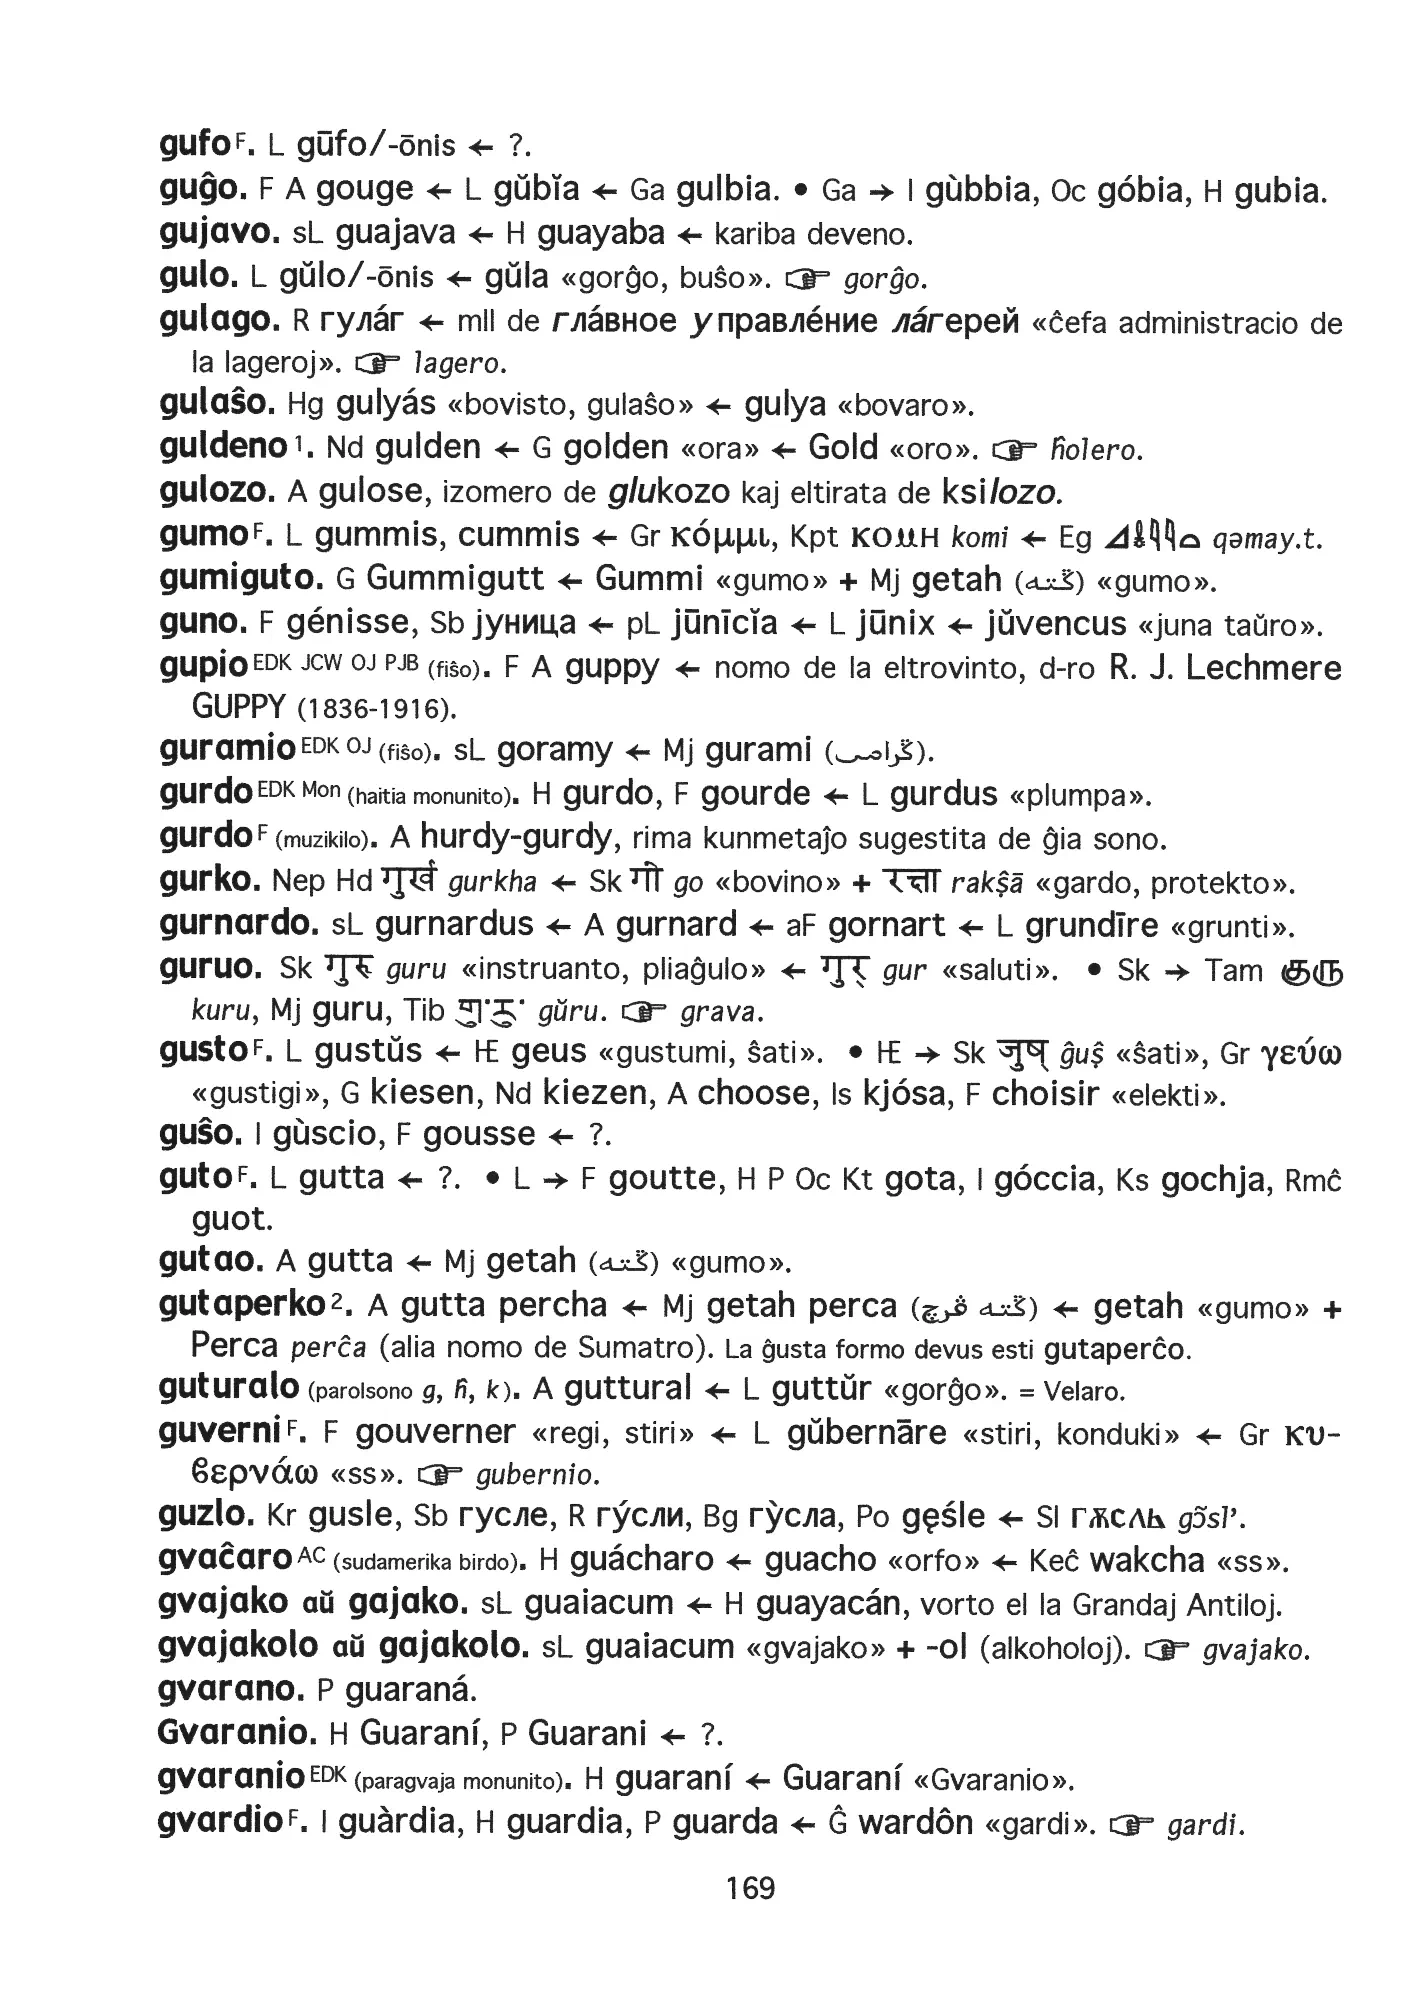 gufo F. L gūfo/-ōnis ← ?.
guĝo. F A gouge ← L gŭbĭa ← Ga gulbia. • Ga → I gùbbia, Oc góbia, H gubia.
gujavo. sL guajava ← H guayaba ← kariba deveno.
gulo. L gŭlo/-ōnis ← gŭla «gorĝo, buŝo». ☞ gorĝo.
gulago. R гулáг ← mll de глáвное управлéние лáгерей «ĉefa administracio de
la lageroj». ☞ lagero.
gulaŝo. Hg gulyás «bovisto, gulaŝo» ← gulya «bovaro».
guldeno 1. Nd gulden ← G golden «ora» ← Gold «oro». ☞ ĥolero.
gulozo. A gulose, izomero de glukozo kaj eltirata de ksilozo.
gumo F. L gummis, cummis ← Gr κόμμι, Kpt ⲕⲟⲙⲏ komi ← Eg qəmay.t.
gumiguto. G Gummigutt ← Gummi «gumo» + Mj getah (ڬته) «gumo».
guno. F génisse, Sb јуница ← pL jūnīcĭa ← L jūnix ← jŭvencus «juna taŭro».
gupio EDK JCW OJ PJB (fiŝo). F A guppy ← nomo de la eltrovinto, d-ro R. J. Lechmere
GUPPY (1836-1916).
guramio EDK OJ (fiŝo). sL goramy ← Mj gurami (ڬرامى).
gurdo EDK Mon (haitia monunito). H gurdo, F gourde ← L gurdus «plumpa».
gurdo F (muzikilo). A hurdy-gurdy, rima kunmetaĵo sugestita de ĝia sono.
gurko. Nep Hd गुर्ख gurkha ← Sk गो go «bovino» + रक्षा rakṣā «gardo, protekto».
gurnardo. sL gurnardus ← A gurnard ← aF gornart ← L grundīre «grunti».
guruo. Sk गुरु guru «instruanto, pliaĝulo» ← गुर् gur «saluti». • Sk → Tam குரு
kuru, Mj guru, Tib གུ་རུ་ gŭru. ☞ grava.
gusto F. L gustŭs ← IE geus «gustumi, ŝati». • IE → Sk जुष् ĝuṣ «ŝati», Gr γεύω
«gustigi», G kiesen, Nd kiezen, A choose, Is kjósa, F choisir «elekti».
guŝo. I gùscio, F gousse ← ?.
guto F. L gutta ← ?. • L → F goutte, H P Oc Kt gota, I góccia, Ks gochja, Rmĉ
guot.
gutao. A gutta ← Mj getah (ڬته) «gumo».
gutaperko 2. A gutta percha ← Mj getah perca (ڬته ڤرچ) ← getah «gumo» +
Perca perĉa (alia nomo de Sumatro). La ĝusta formo devus esti gutaperĉo.
guturalo (parolsono g, ĥ, k). A guttural ← L guttŭr «gorĝo». = Velaro.
guverni F. F gouverner «regi, stiri» ← L gŭbernāre «stiri, konduki» ← Gr κυ-
βερνάω «ss». ☞ gubernio.
guzlo. Kr gusle, Sb гусле, R гýсли, Bg гỳсла, Po gęśle ← Sl гѫсль gõsl’.
gvaĉaro AC (sudamerika birdo). H guácharo ← guacho «orfo» ← Keĉ wakcha «ss».
gvajako aŭ gajako. sL guaiacum ← H guayacán, vorto el la Grandaj Antiloj.
gvajakolo aŭ gajakolo. sL guaiacum «gvajako» + -ol (alkoholoj). ☞ gvajako.
gvarano. P guaraná.
Gvaranio. H Guaraní, P Guarani ← ?.
gvaranio EDK (paragvaja monunito). H guaraní ← Guaraní «Gvaranio».
gvardio F. I guàrdia, H guardia, P guarda ← Ĝ wardôn «gardi». ☞ gardi.
169